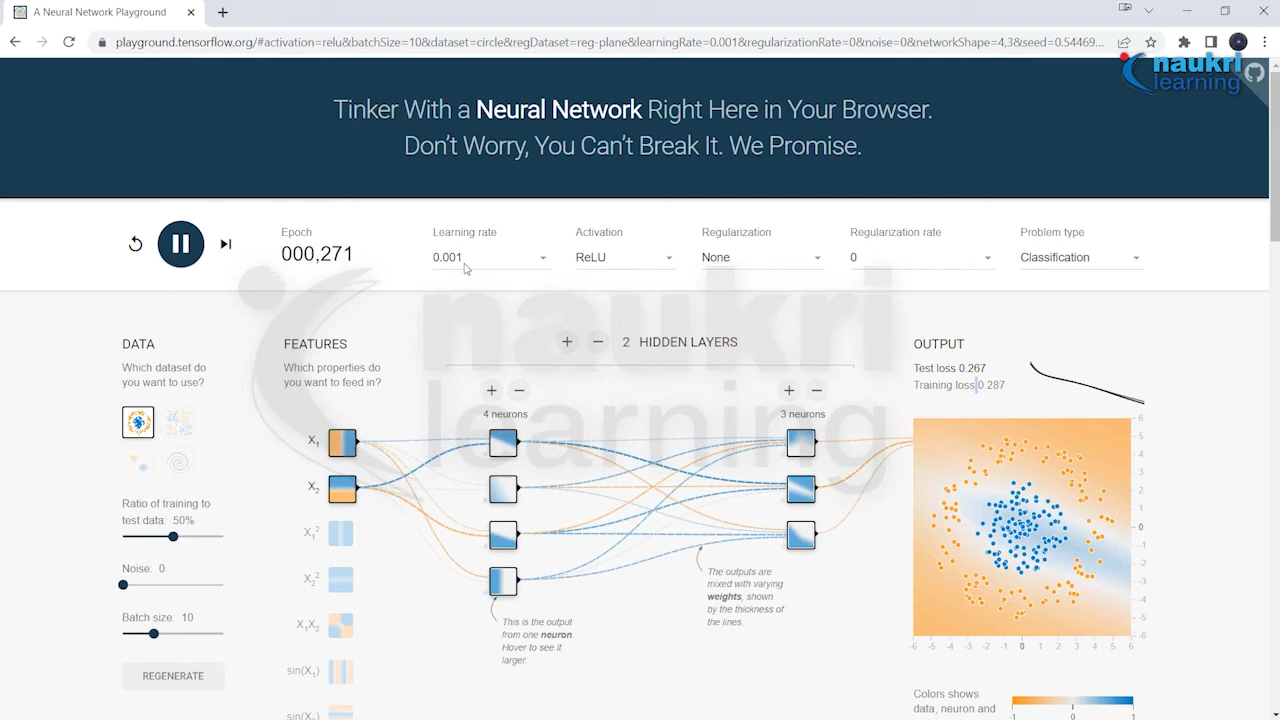 A Neural Network Playground
playground.tensorflow.org/#activation=relu&batchSize=10&dataset=circle&regDataset=reg-plane&learningRate=0.001&regularizationRate=0&noise=0&networkShape=4,3&seed=0.54469...
naukri
learning
Tinker With a Neural Network Right Here in Your Browser.
Don't Worry, You Can't Break It. We Promise.
Epoch
000,271
Learning rate
0.001
Activation
ReLU
Regularization
None
Regularization rate
0
Problem type
Classification
naukri
learning
DATA
Which dataset do
you want to use?
Ratio of training to
test data: 50%
Noise: 0
Batch size: 10
REGENERATE
FEATURES
Which properties do
you want to feed in?
X₁
X₂
X₁²
X₂²
X₁X₂
sin(X₁)
sin(X₂)
+ − 2 HIDDEN LAYERS
+ −
4 neurons
+ −
3 neurons
This is the output
from one neuron.
Hover to see it
larger.
The outputs are
mixed with varying
weights, shown
by the thickness of
the lines.
OUTPUT
Test loss 0.267
Training loss 0.287
6
5
4
3
2
1
0
-1
-2
-3
-4
-5
-6
-6 -5 -4 -3 -2 -1 0 1 2 3 4 5 6
Colors shows
data, neuron and
-1 0 1